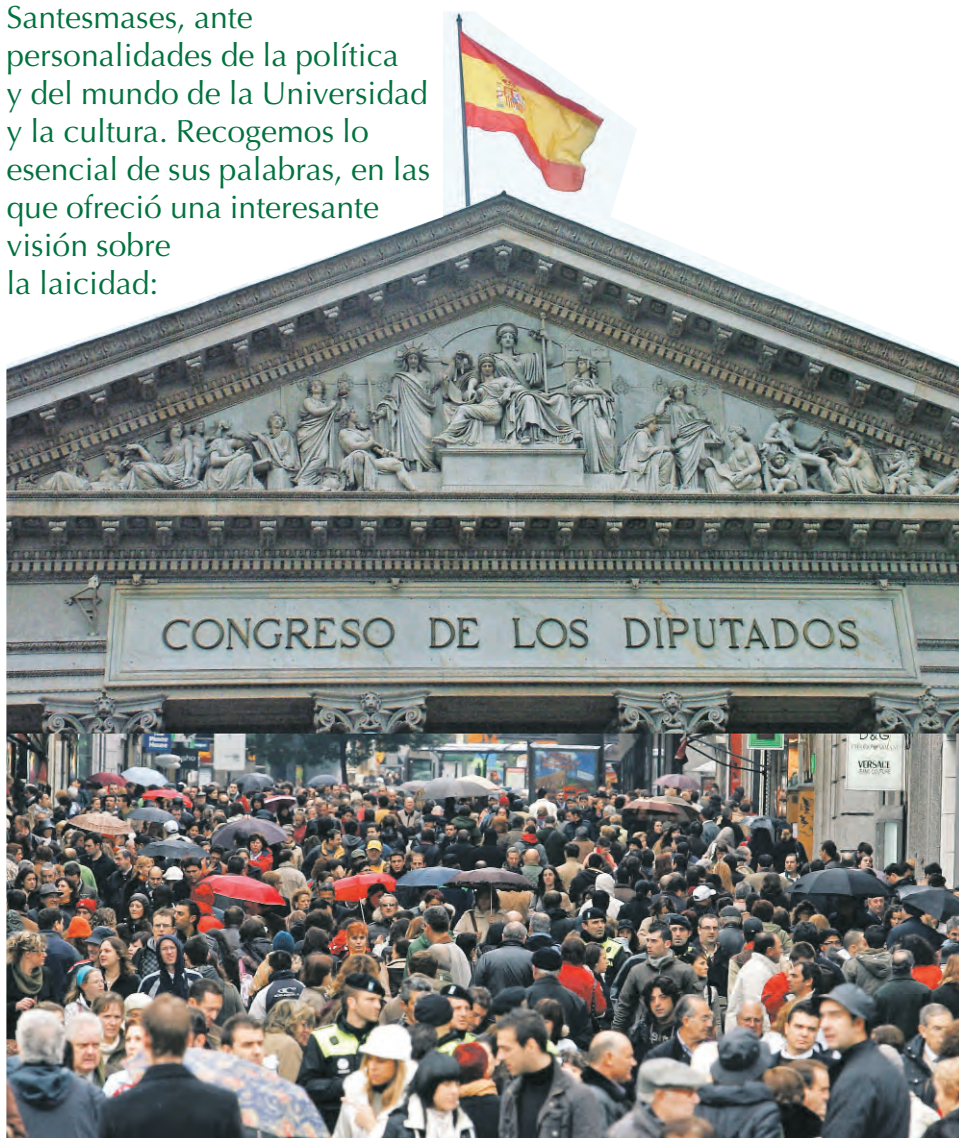 Santesmases, ante
personalidades de la política
y del mundo de la Universidad
y la cultura. Recogemos lo
esencial de sus palabras, en las
que ofreció una interesante
visión sobre
la laicidad:
CONGRESO DE LOS DIPUTADOS
D&G
VERSACE